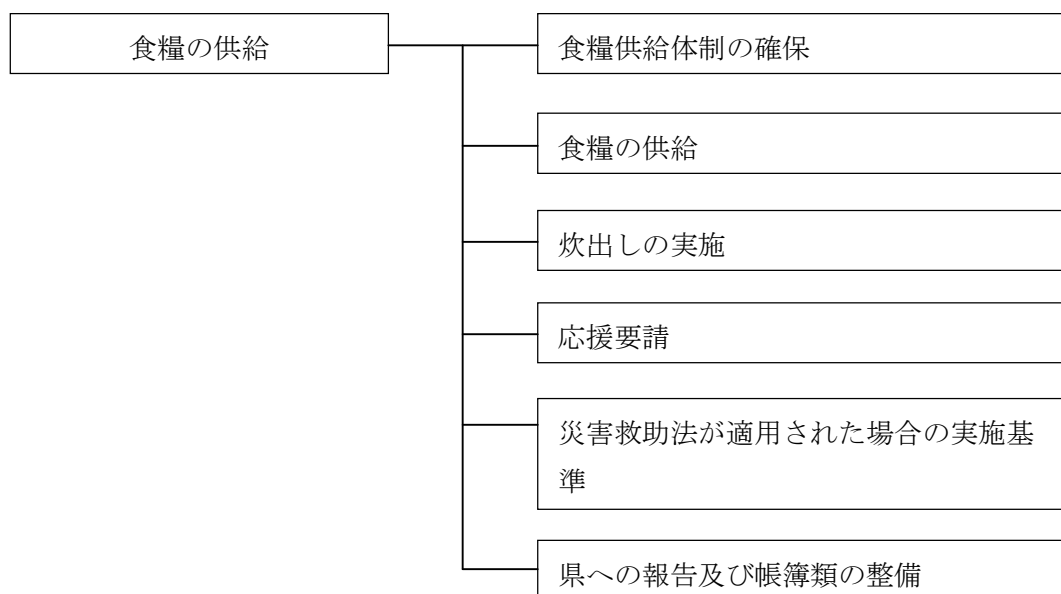 食糧の供給
食糧供給体制の確保
食糧の供給
炊出しの実施
応援要請
災害救助法が適用された場合の実施基
準
県への報告及び帳簿類の整備